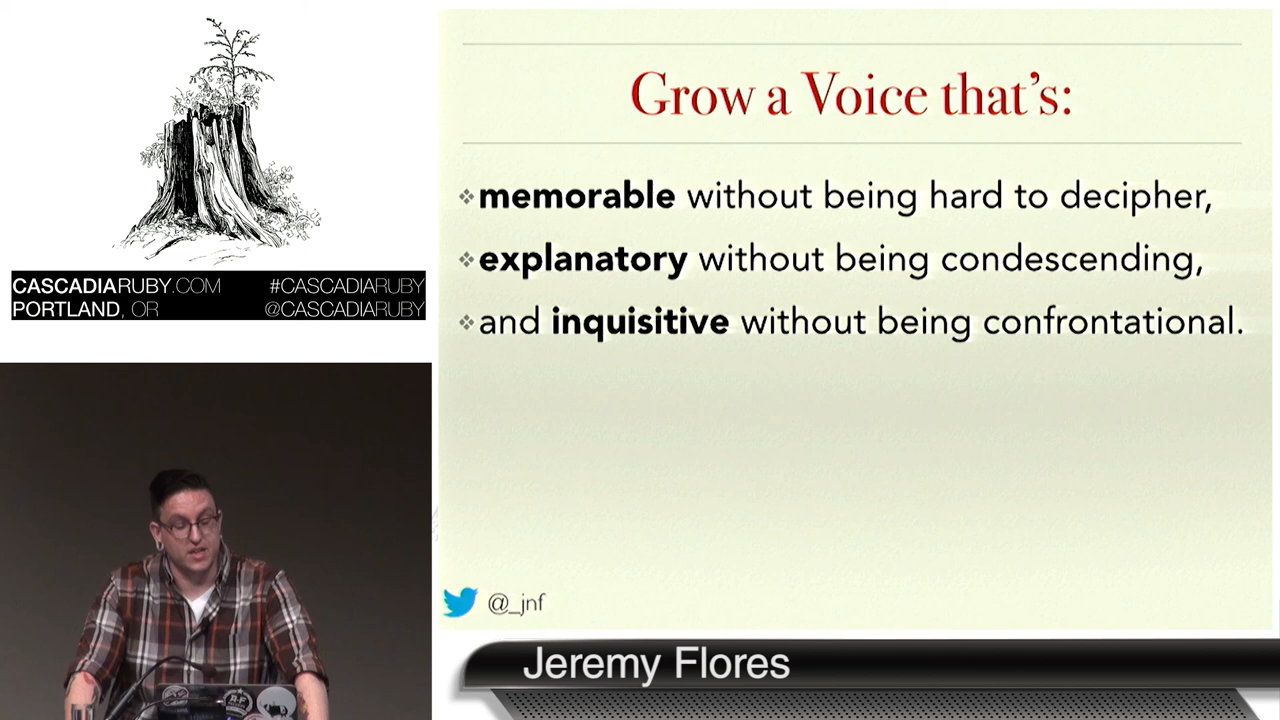 CASCADIARUBY.COM #CASCADIARUBY
PORTLAND, OR @CASCADIARUBY
Grow a Voice that's:
memorable without being hard to decipher,
explanatory without being condescending,
and inquisitive without being confrontational.
@_jnf
Jeremy Flores